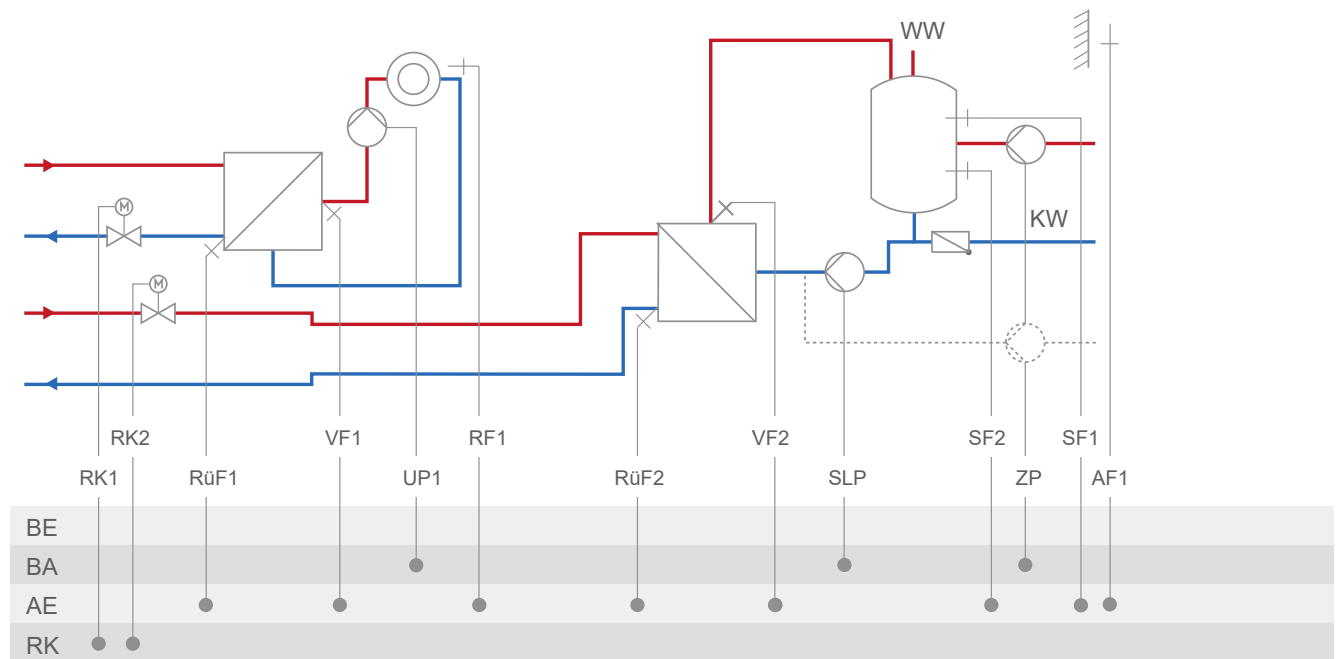 WW
M
KW
M
RK2 VF1 RF1 VF2 SF2 SF1
RK1 RüF1 UP1 RüF2 SLP ZP AF1
BE
BA
AE
RK